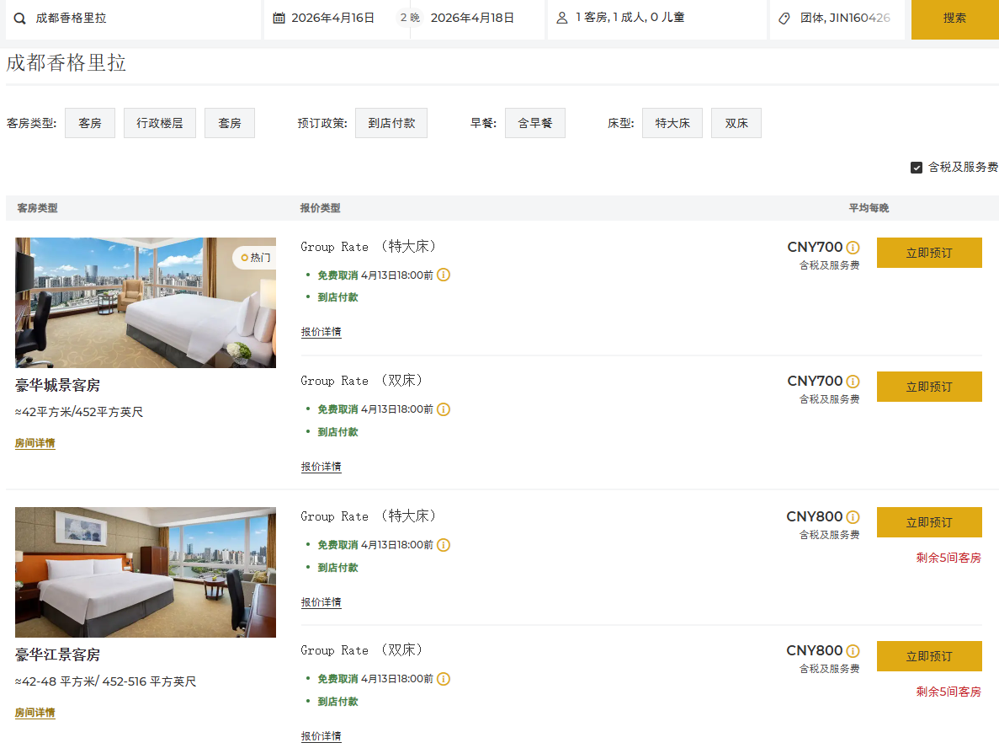 成都香格里拉
2026年4月16日
2 晚
2026年4月18日
1 客房, 1 成人, 0 儿童
团体, JIN160426
搜索
成都香格里拉
客房类型: 客房 行政楼层 套房 预订政策: 到店付款 早餐: 含早餐 床型: 特大床 双床
含税及服务费
客房类型 报价类型 平均每晚
热门
豪华城景客房
≈42平方米/452平方英尺
房间详情
Group Rate （特大床）
免费取消 4月13日18:00前
到店付款
报价详情
CNY700
含税及服务费
立即预订
Group Rate （双床）
免费取消 4月13日18:00前
到店付款
报价详情
CNY700
含税及服务费
立即预订
豪华江景客房
≈42-48 平方米/ 452-516 平方英尺
房间详情
Group Rate （特大床）
免费取消 4月13日18:00前
到店付款
报价详情
CNY800
含税及服务费
立即预订
剩余5间客房
Group Rate （双床）
免费取消 4月13日18:00前
到店付款
报价详情
CNY800
含税及服务费
立即预订
剩余5间客房